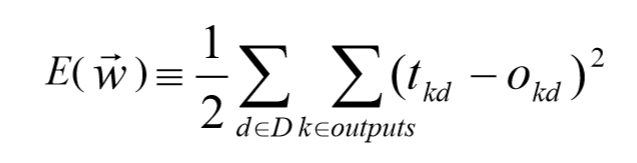 E(w⃗) ≡ 1/2 ∑_{d∈D} ∑_{k∈outputs} (t_{kd} − o_{kd})²